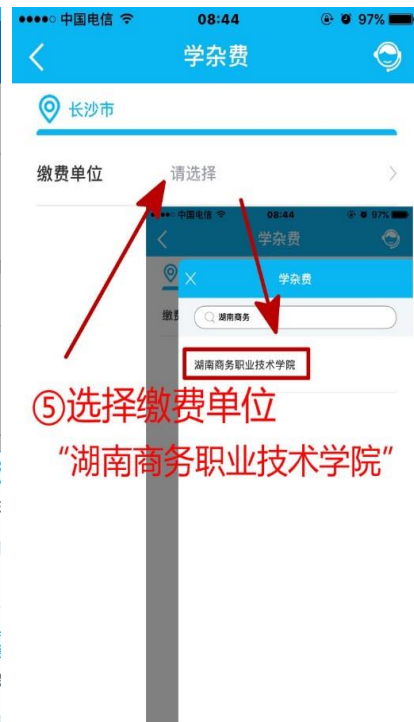 中国电信 08:44 97%
学杂费
长沙市
缴费单位 请选择
中国电信 08:44 97%
学杂费
学杂费
缴费
湖南商务
湖南商务职业技术学院
⑤选择缴费单位
“湖南商务职业技术学院”